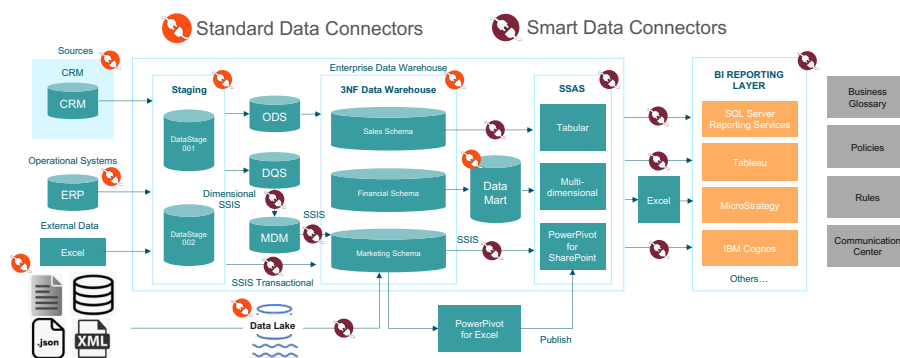 Standard Data Connectors
Smart Data Connectors
Sources
CRM
CRM
Operational Systems
ERP
External Data
Excel
.json
XML
Enterprise Data Warehouse
Staging
DataStage
001
DataStage
002
ODS
DQS
Dimensional
SSIS
MDM
SSIS
SSIS Transactional
3NF Data Warehouse
Sales Schema
Financial Schema
Marketing Schema
Data
Mart
SSIS
SSAS
Tabular
Multi-
dimensional
PowerPivot
for
SharePoint
Data Lake
PowerPivot
for Excel
Publish
Excel
BI REPORTING
LAYER
SQL Server
Reporting Services
Tableau
MicroStrategy
IBM Cognos
Others…
Business
Glossary
Policies
Rules
Communication
Center